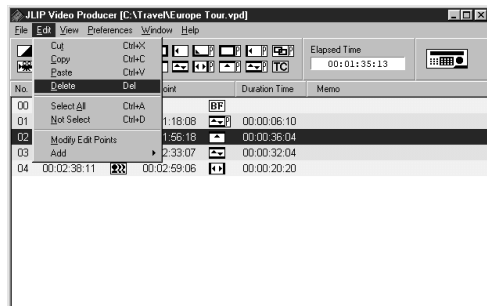 JLIP Video Producer [C:\Travel\Europe Tour.vpd]
File Edit View Preferences Window Help
Cut Ctrl+X
Copy Ctrl+C
Paste Ctrl+V
Delete Del
Select All Ctrl+A
Not Select Ctrl+D
Modify Edit Points
Add
P P P
P P P TC
Elapsed Time
00:01:35:13
No. oint Duration Time Memo
00 BF
01 1:18:08 P 00:00:06:10
02 1:56:18 00:00:36:04
03 2:33:07 00:00:32:04
04 00:02:38:11 00:02:59:06 00:00:20:20